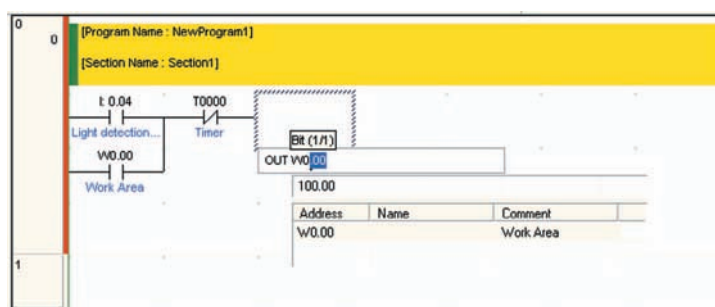 0
0
[Program Name : NewProgram1]
[Section Name : Section1]
I: 0.04
T0000
Light detection...
Timer
Bit (1/1)
W0.00
OUT W0.00
Work Area
100.00
Address Name Comment
W0.00 Work Area
1